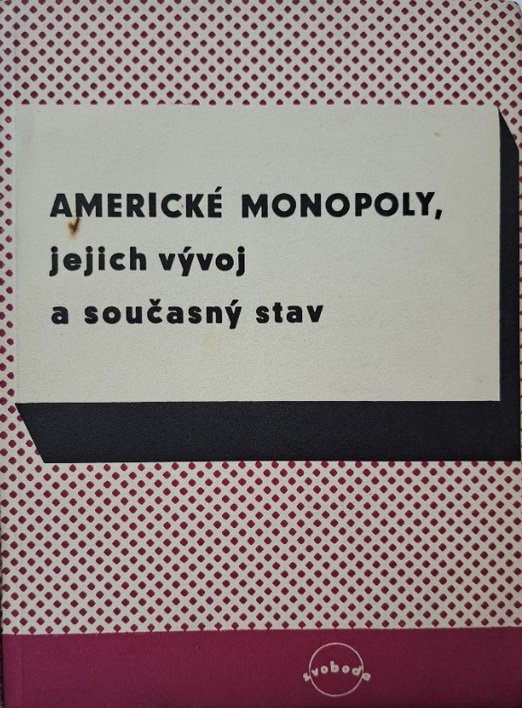 AMERICKÉ MONOPOLY,
jejich vývoj
a současný stav
svoboda